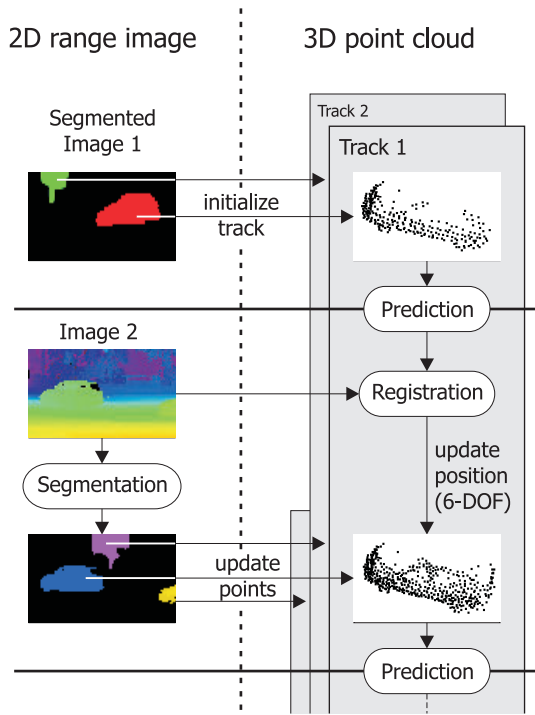 2D range image
3D point cloud
Segmented
Image 1
Track 2
Track 1
initialize
track
Prediction
Image 2
Registration
Segmentation
update
position
(6-DOF)
update
points
Prediction